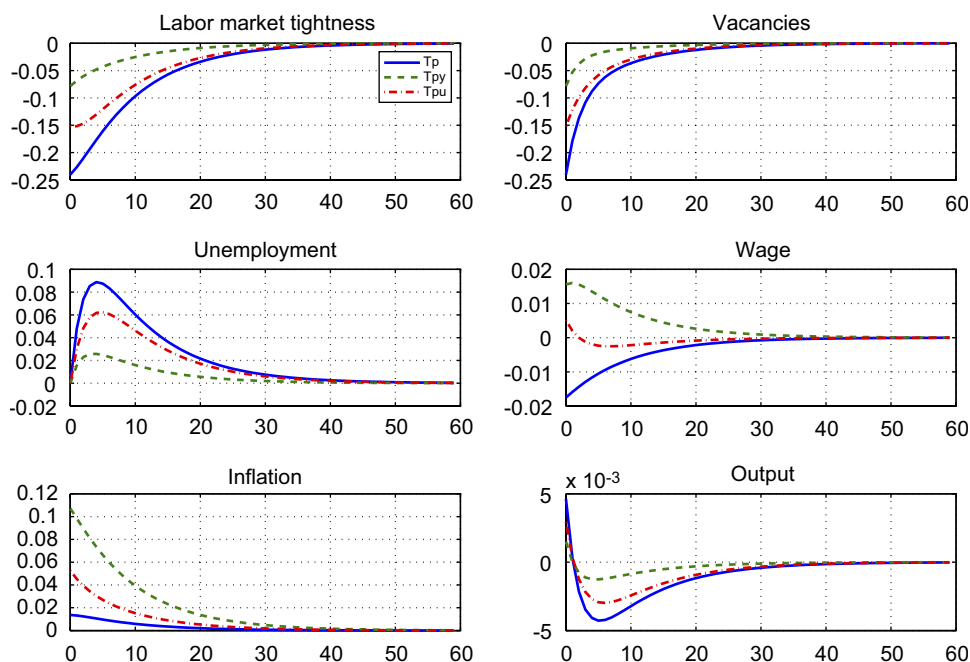 Labor market tightness
0
-0.05
-0.1
-0.15
-0.2
-0.25
0 10 20 30 40 50 60
Tp
Tpy
Tpu
Vacancies
0
-0.05
-0.1
-0.15
-0.2
-0.25
0 10 20 30 40 50 60
Unemployment
0.1
0.08
0.06
0.04
0.02
0
-0.02
0 10 20 30 40 50 60
Wage
0.02
0.01
0
-0.01
-0.02
0 10 20 30 40 50 60
Inflation
0.12
0.1
0.08
0.06
0.04
0.02
0
0 10 20 30 40 50 60
Output
x 10-3
5
0
-5
0 10 20 30 40 50 60